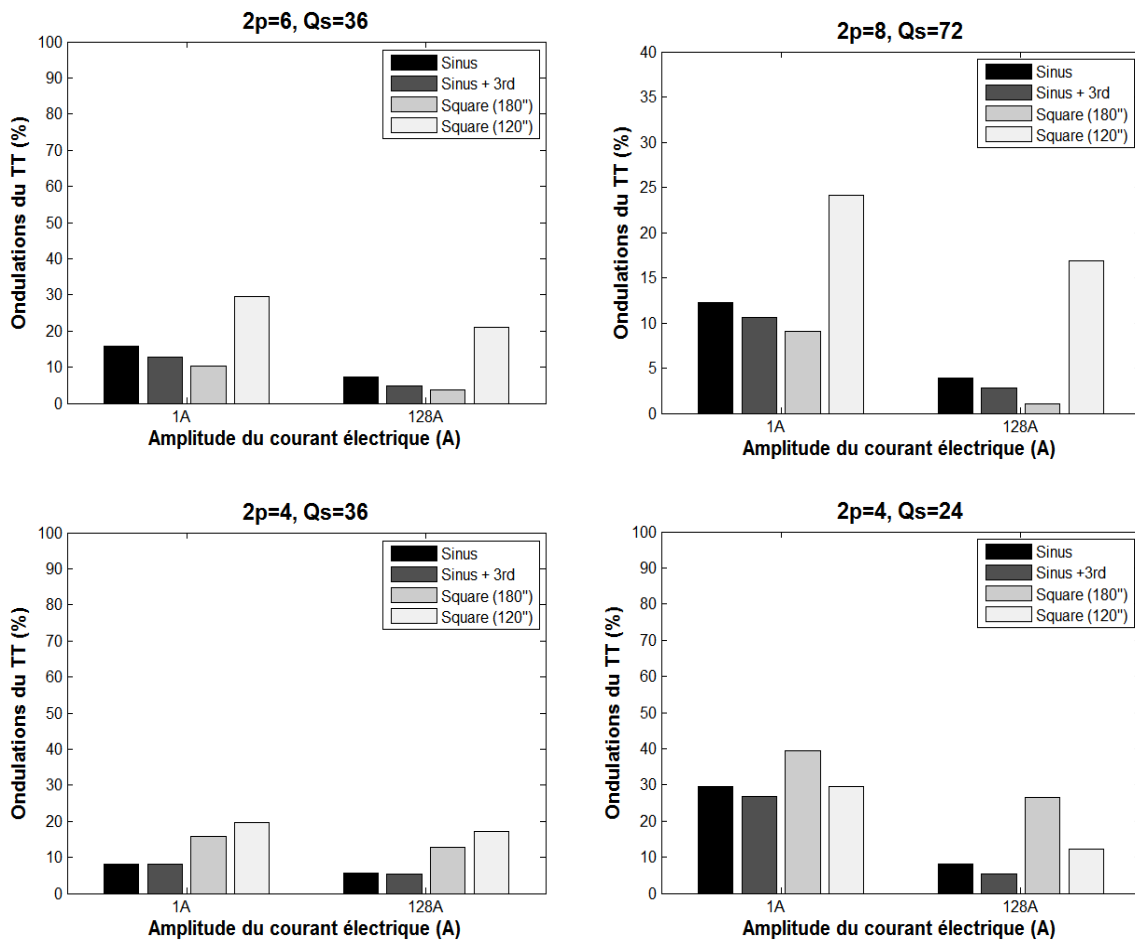 2p=6, Qs=36
Ondulations du TT (%)
100
90
80
70
60
50
40
30
20
10
0
Sinus
Sinus + 3rd
Square (180")
Square (120")
1A
128A
Amplitude du courant électrique (A)
2p=8, Qs=72
Ondulations du TT (%)
40
35
30
25
20
15
10
5
0
Sinus
Sinus + 3rd
Square (180")
Square (120")
1A
128A
Amplitude du courant électrique (A)
2p=4, Qs=36
Ondulations du TT (%)
100
90
80
70
60
50
40
30
20
10
0
Sinus
Sinus + 3rd
Square (180")
Square (120")
1A
128A
Amplitude du courant électrique (A)
2p=4, Qs=24
Ondulations du TT (%)
100
90
80
70
60
50
40
30
20
10
0
Sinus
Sinus +3rd
Square (180")
Square (120")
1A
128A
Amplitude du courant électrique (A)